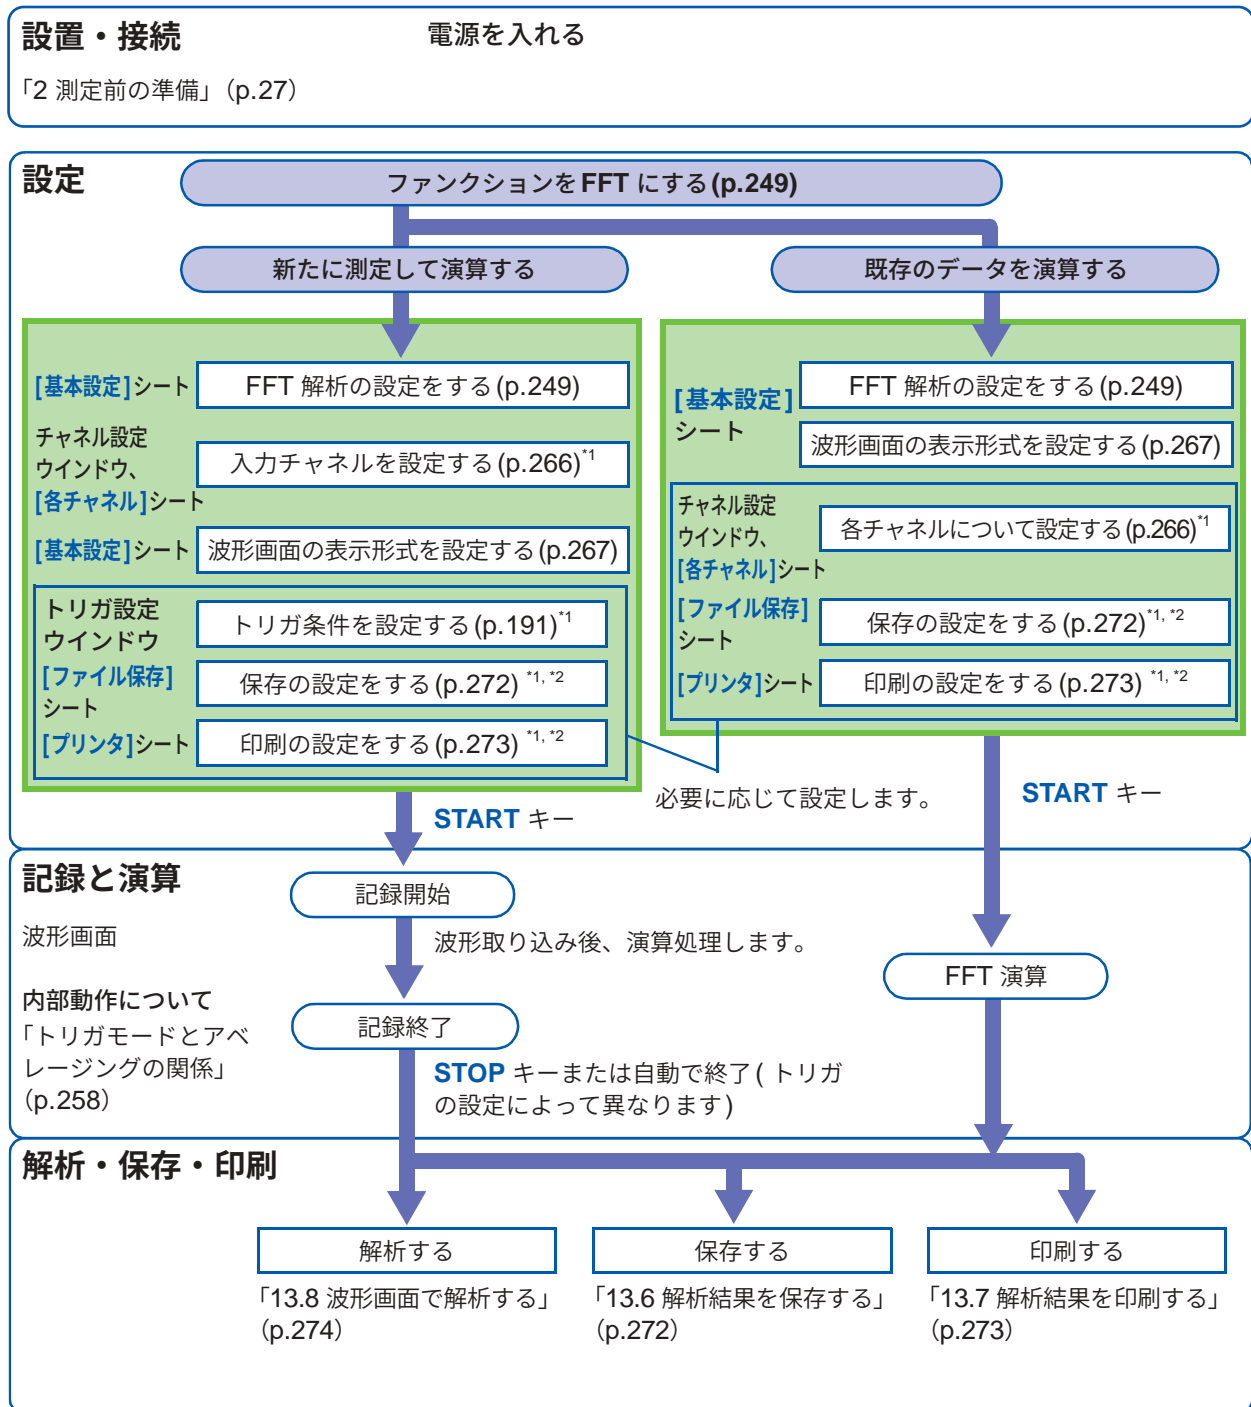 設置・接続
電源を入れる
「2 測定前の準備」（p.27）
設定
ファンクションをFFT にする(p.249)
新たに測定して演算する
[基本設定]シート
FFT 解析の設定をする(p.249)
チャネル設定
ウインドウ、
[各チャネル]シート
入力チャネルを設定する(p.266)*1
[基本設定]シート
波形画面の表示形式を設定する(p.267)
トリガ設定
ウインドウ
トリガ条件を設定する(p.191)*1
[ファイル保存]
シート
保存の設定をする(p.272) *1, *2
[プリンタ]シート
印刷の設定をする(p.273) *1, *2
既存のデータを演算する
[基本設定]
シート
FFT 解析の設定をする(p.249)
波形画面の表示形式を設定する(p.267)
チャネル設定
ウインドウ、
[各チャネル]シート
各チャネルについて設定する(p.266)*1
[ファイル保存]
シート
保存の設定をする(p.272)*1, *2
[プリンタ]シート
印刷の設定をする(p.273) *1, *2
必要に応じて設定します。
START キー
START キー
記録と演算
波形画面
内部動作について
「トリガモードとアベ
レージングの関係」
（p.258）
記録開始
波形取り込み後、演算処理します。
記録終了
STOP キーまたは自動で終了( トリガ
の設定によって異なります)
FFT 演算
解析・保存・印刷
解析する
「13.8 波形画面で解析する」
（p.274）
保存する
「13.6 解析結果を保存する」
（p.272）
印刷する
「13.7 解析結果を印刷する」
（p.273）